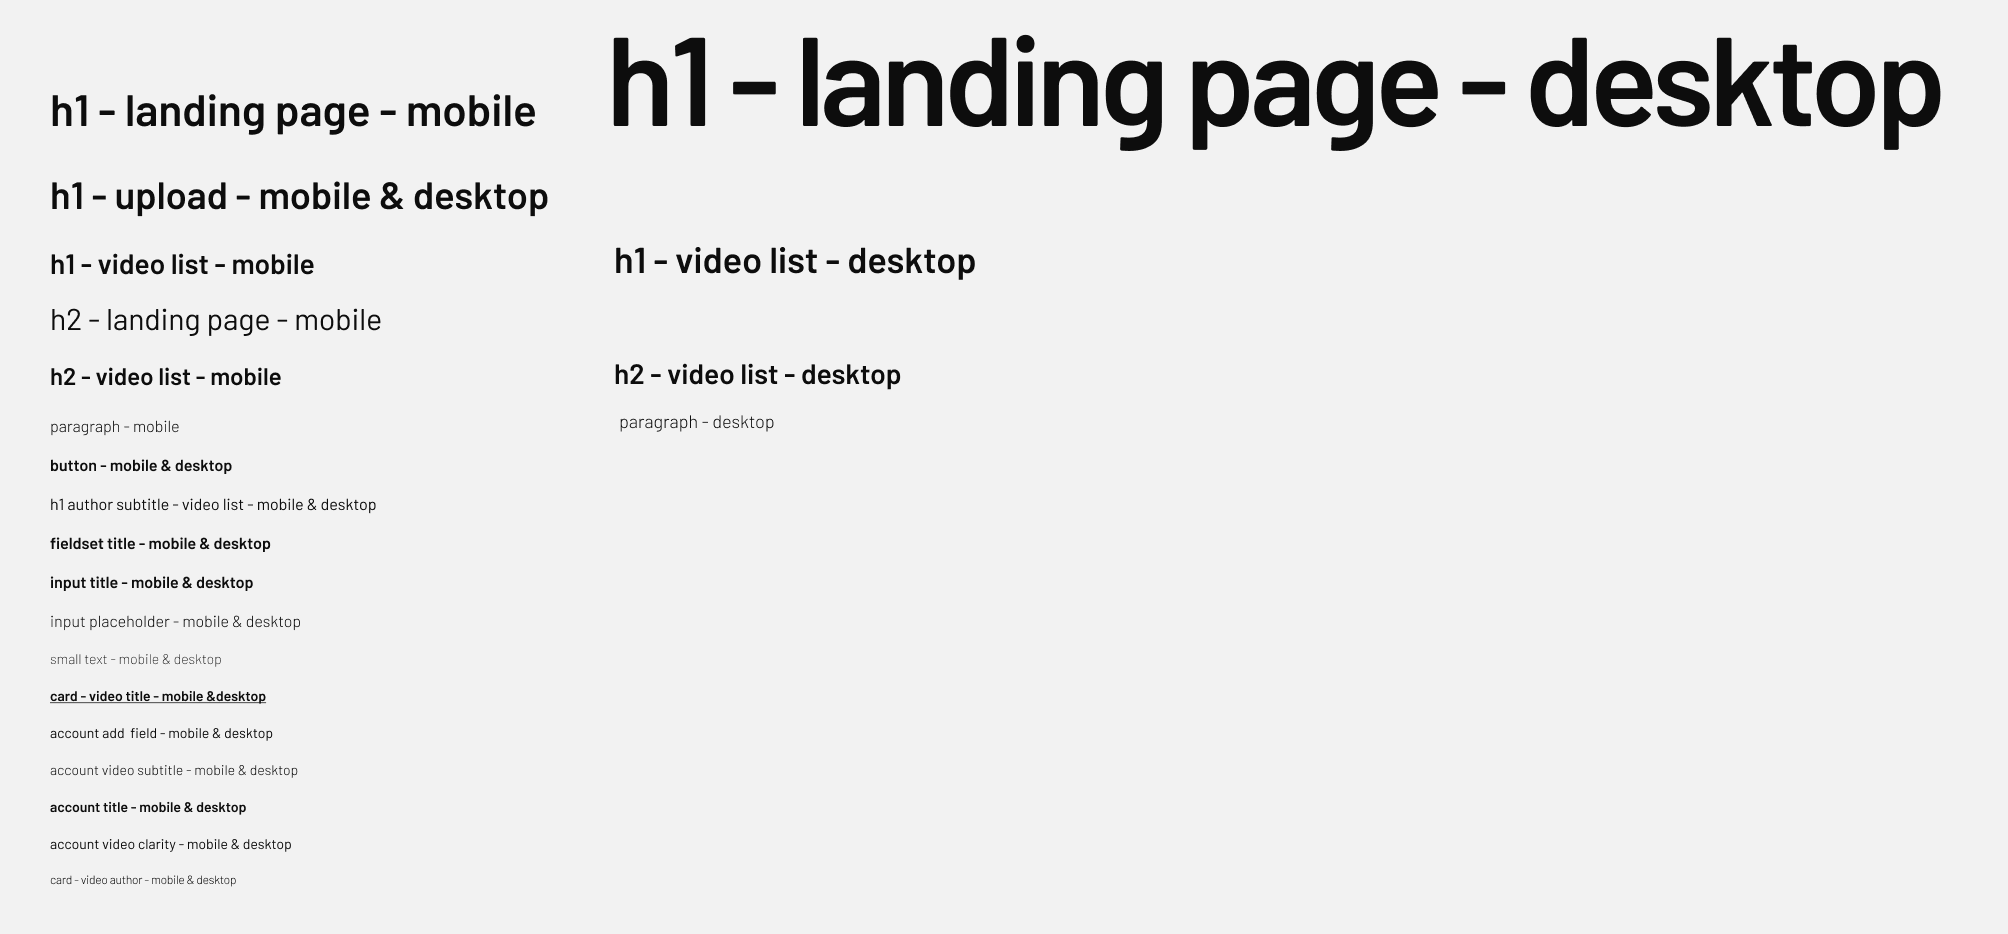 h1 - landing page - mobile
h1 - landing page - desktop
h1 - upload - mobile & desktop
h1 - video list - mobile
h1 - video list - desktop
h2 - landing page - mobile
h2 - video list - mobile
h2 - video list - desktop
paragraph - mobile
paragraph - desktop
button - mobile & desktop
h1 author subtitle - video list - mobile & desktop
fieldset title - mobile & desktop
input title - mobile & desktop
input placeholder - mobile & desktop
small text - mobile & desktop
card - video title - mobile &desktop
account add  field - mobile & desktop
account video subtitle - mobile & desktop
account title - mobile & desktop
account video clarity - mobile & desktop
card - video author - mobile & desktop